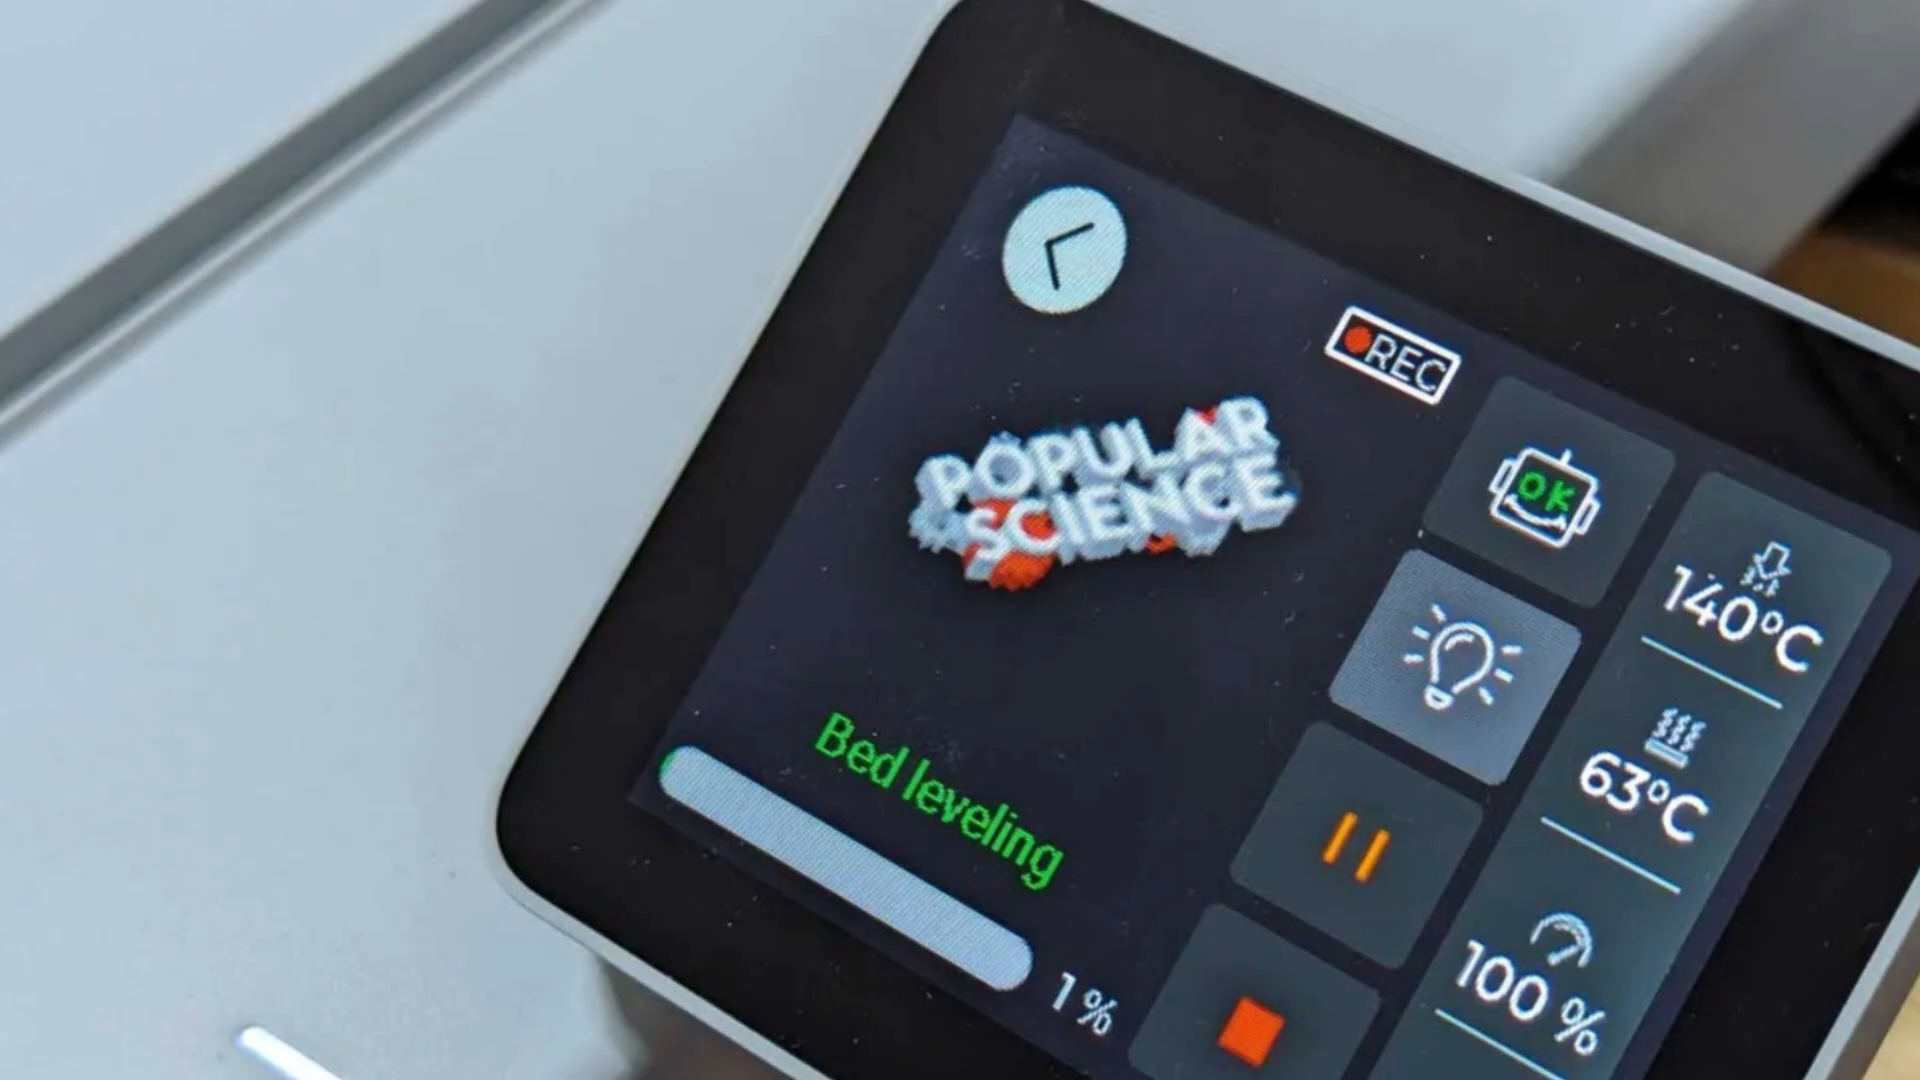 REC
POPULAR
SCIENCE
OK
140°C
63°C
100 %
Bed leveling
1 %